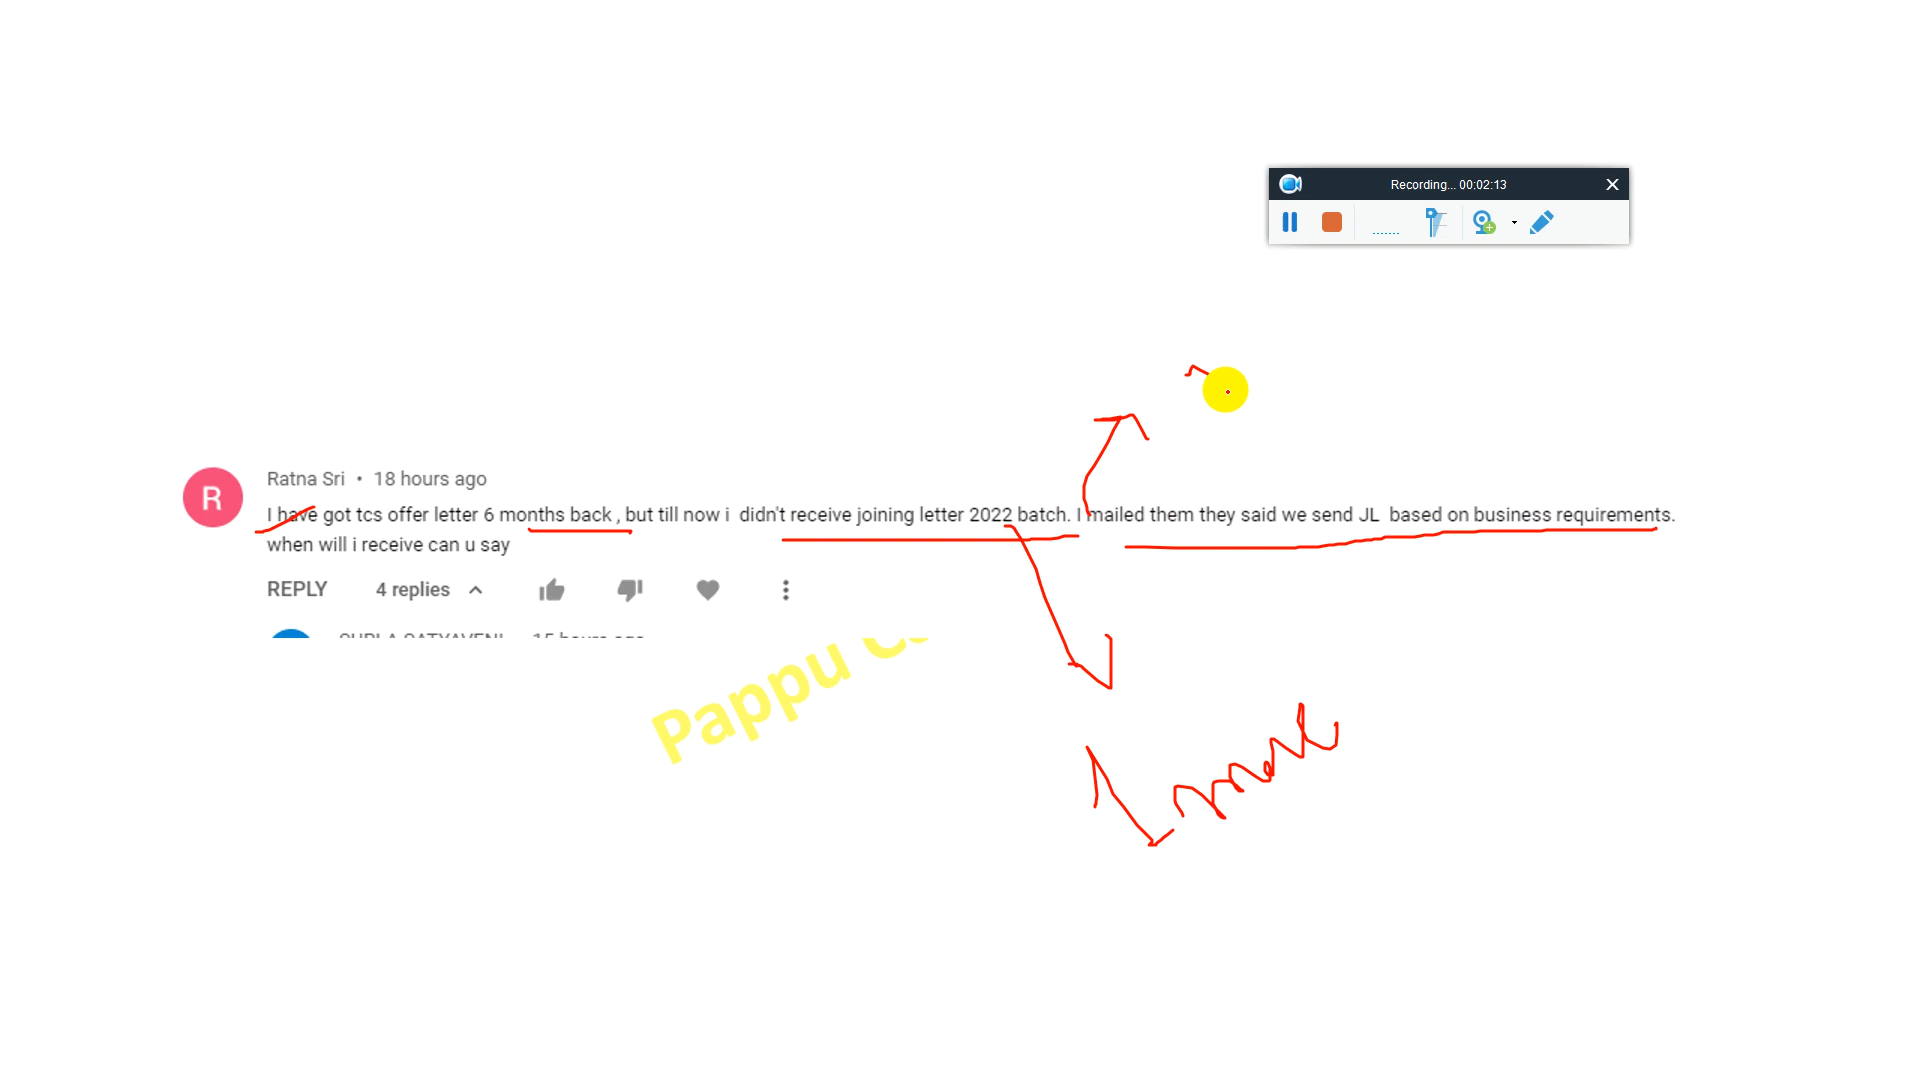 Recording... 00:02:13
Ratna Sri • 18 hours ago
I have got tcs offer letter 6 months back , but till now i didn't receive joining letter 2022 batch. I mailed them they said we send JL based on business requirements.
when will i receive can u say
REPLY 4 replies
R
Pappu